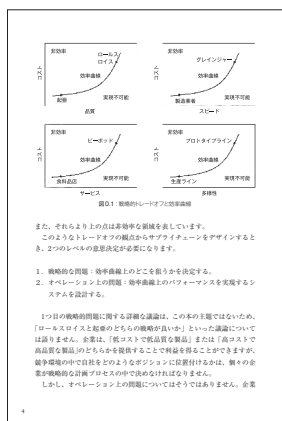 非効率
ロールス
ロイス
効率曲線
起亜
実現不可能
コスト
品質
非効率
グレインジャー
効率曲線
製造業者
実現不可能
コスト
スピード
非効率
ピーポッド
効率曲線
食料品店
実現不可能
コスト
サービス
非効率
プロトタイプライン
効率曲線
生産ライン
実現不可能
コスト
多様性
図0.1：戦略的トレードオフと効率曲線
また、それらより上の点は非効率な領域を表しています。
このようなトレードオフの観点からサプライチェーンをデザインすると
き、2つのレベルの意思決定が必要になります。
1．戦略的な問題：効率曲線上のどこを狙うかを決定する。
2．オペレーション上の問題：効率曲線上のパフォーマンスを実現するシ
ステムを設計する。
1つ目の戦略的問題に関する詳細な議論は、この本の主題ではないため、
「ロールスロイスと起亜のどちらの戦略が良いか」といった議論については
語りません。企業は、「低コストで低品質な製品」または「高コストで
高品質な製品」のどちらかを提供することで利益を得ることができますが、
競争環境の中で自社をどのようなポジションに位置付けるかは、個々の企
業が戦略的な計画プロセスの中で決めなければなりません。
しかし、オペレーション上の問題についてはそうではありません。企業
4